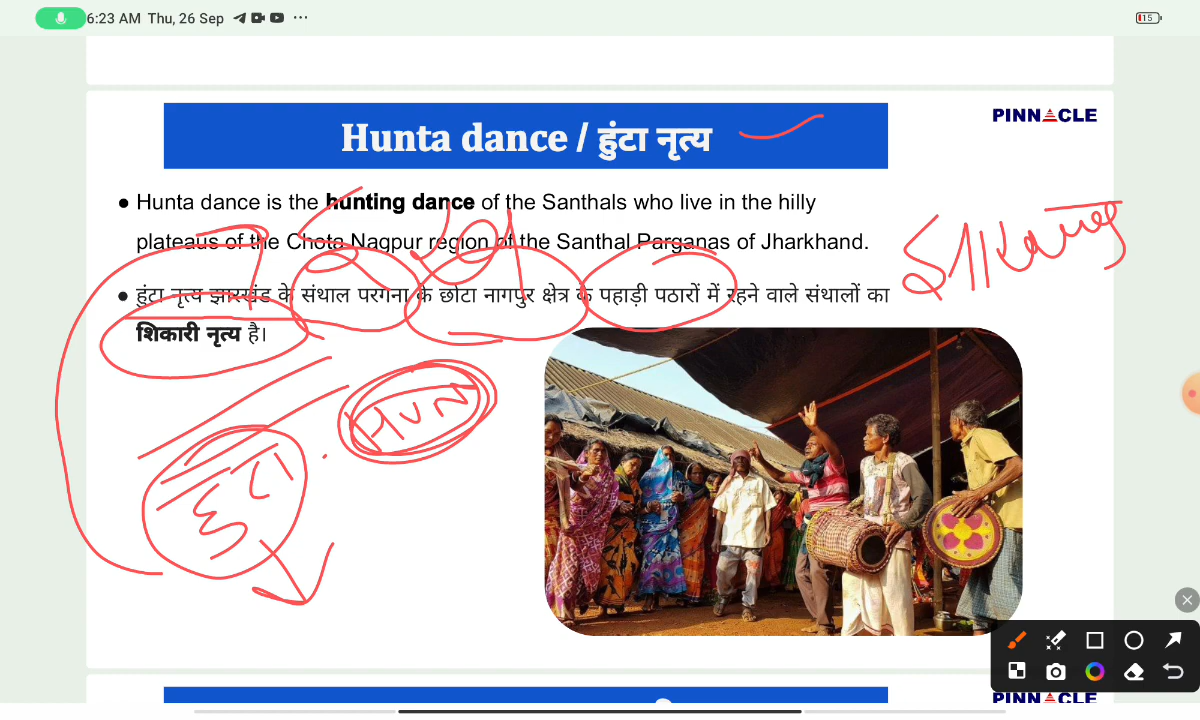 6:23 AM Thu, 26 Sep
15
PINNACLE
Hunta dance / हुंटा नृत्य
• Hunta dance is the hunting dance of the Santhals who live in the hilly
plateaus of the Chota Nagpur region of the Santhal Parganas of Jharkhand.
• हुंटा नृत्य झारखंड के संथाल परगना के छोटा नागपुर क्षेत्र के पहाड़ी पठारों में रहने वाले संथालों का
शिकारी नृत्य है।
HUN
PINNACLE